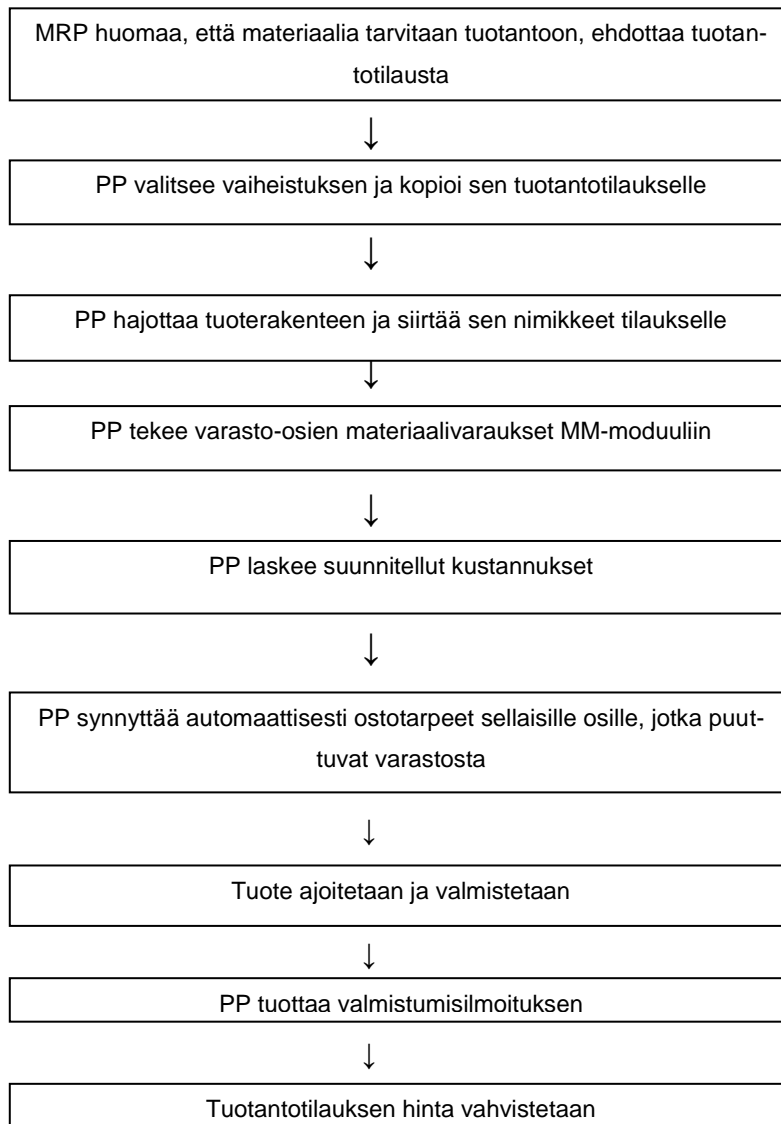 MRP huomaa, että materiaalia tarvitaan tuotantoon, ehdottaa tuotan-
totilausta
↓
PP valitsee vaiheistuksen ja kopioi sen tuotantotilaukselle
↓
PP hajottaa tuoterakenteen ja siirtää sen nimikkeet tilaukselle
↓
PP tekee varasto-osien materiaalivaraukset MM-moduuliin
↓
PP laskee suunnitellut kustannukset
↓
PP synnyttää automaattisesti ostotarpeet sellaisille osille, jotka puut-
tuvat varastosta
↓
Tuote ajoitetaan ja valmistetaan
↓
PP tuottaa valmistumisilmoituksen
↓
Tuotantotilauksen hinta vahvistetaan